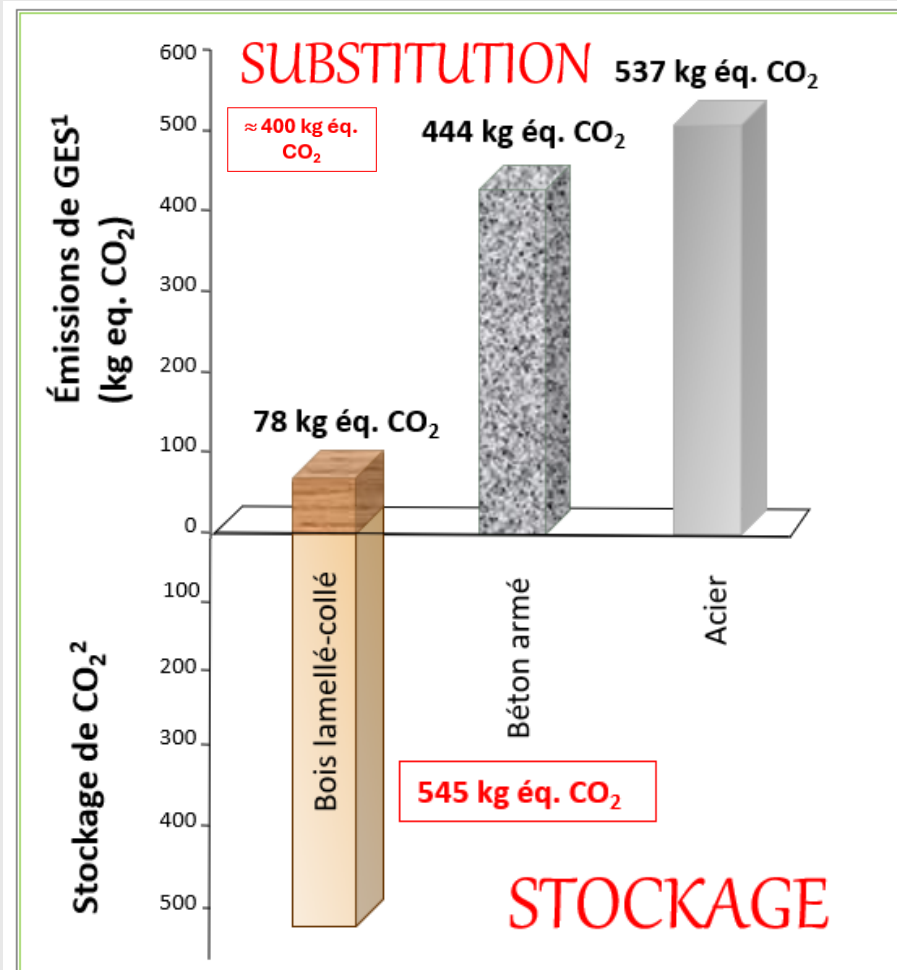 SUBSTITUTION
≈ 400 kg éq.
CO₂
537 kg éq. CO₂
444 kg éq. CO₂
78 kg éq. CO₂
Émissions de GES¹
(kg eq. CO₂)
600
500
400
300
200
100
0
100
200
300
400
500
Stockage de CO₂²
Bois lamellé-collé
Béton armé
Acier
545 kg éq. CO₂
STOCKAGE